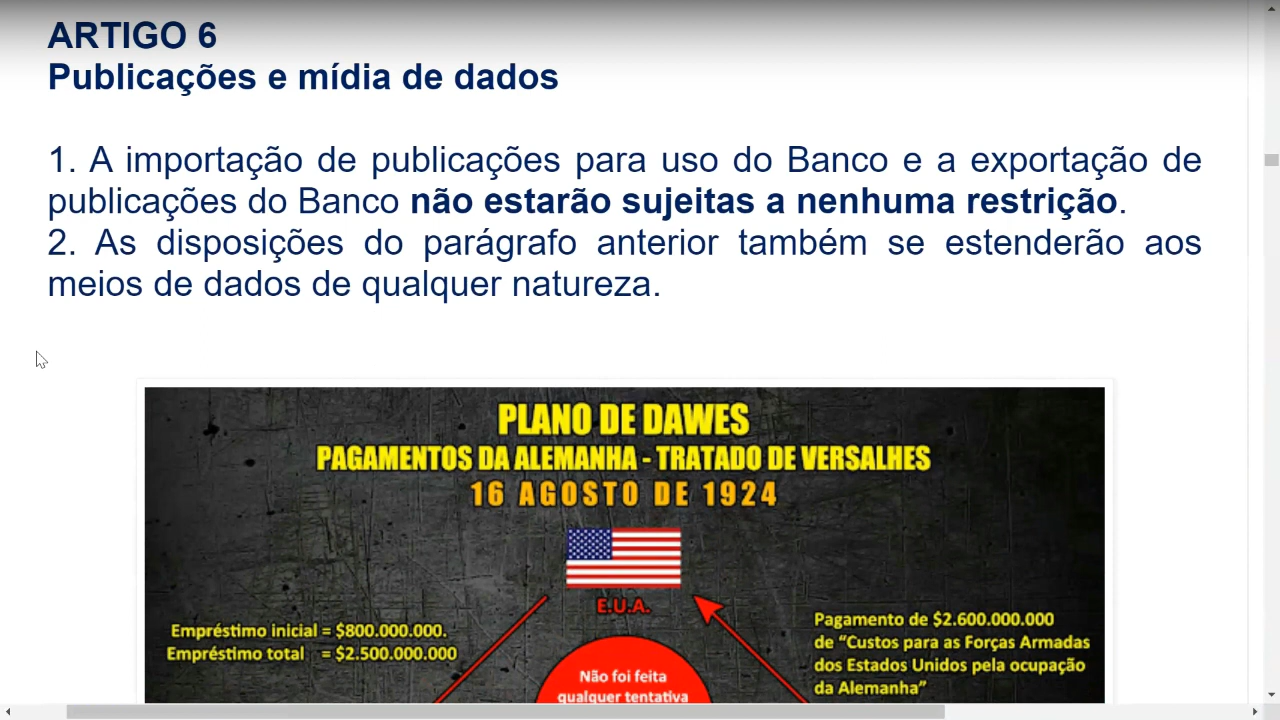 ARTIGO 6
Publicações e mídia de dados
1. A importação de publicações para uso do Banco e a exportação de
publicações do Banco não estarão sujeitas a nenhuma restrição.
2. As disposições do parágrafo anterior também se estenderão aos
meios de dados de qualquer natureza.
PLANO DE DAWES
PAGAMENTOS DA ALEMANHA - TRATADO DE VERSALHES
16 AGOSTO DE 1924
E.U.A.
Empréstimo inicial = $800.000.000.
Empréstimo total = $2.500.000.000
Pagamento de $2.600.000.000
de “Custos para as Forças Armadas
dos Estados Unidos pela ocupação
da Alemanha”
Não foi feita
qualquer tentativa